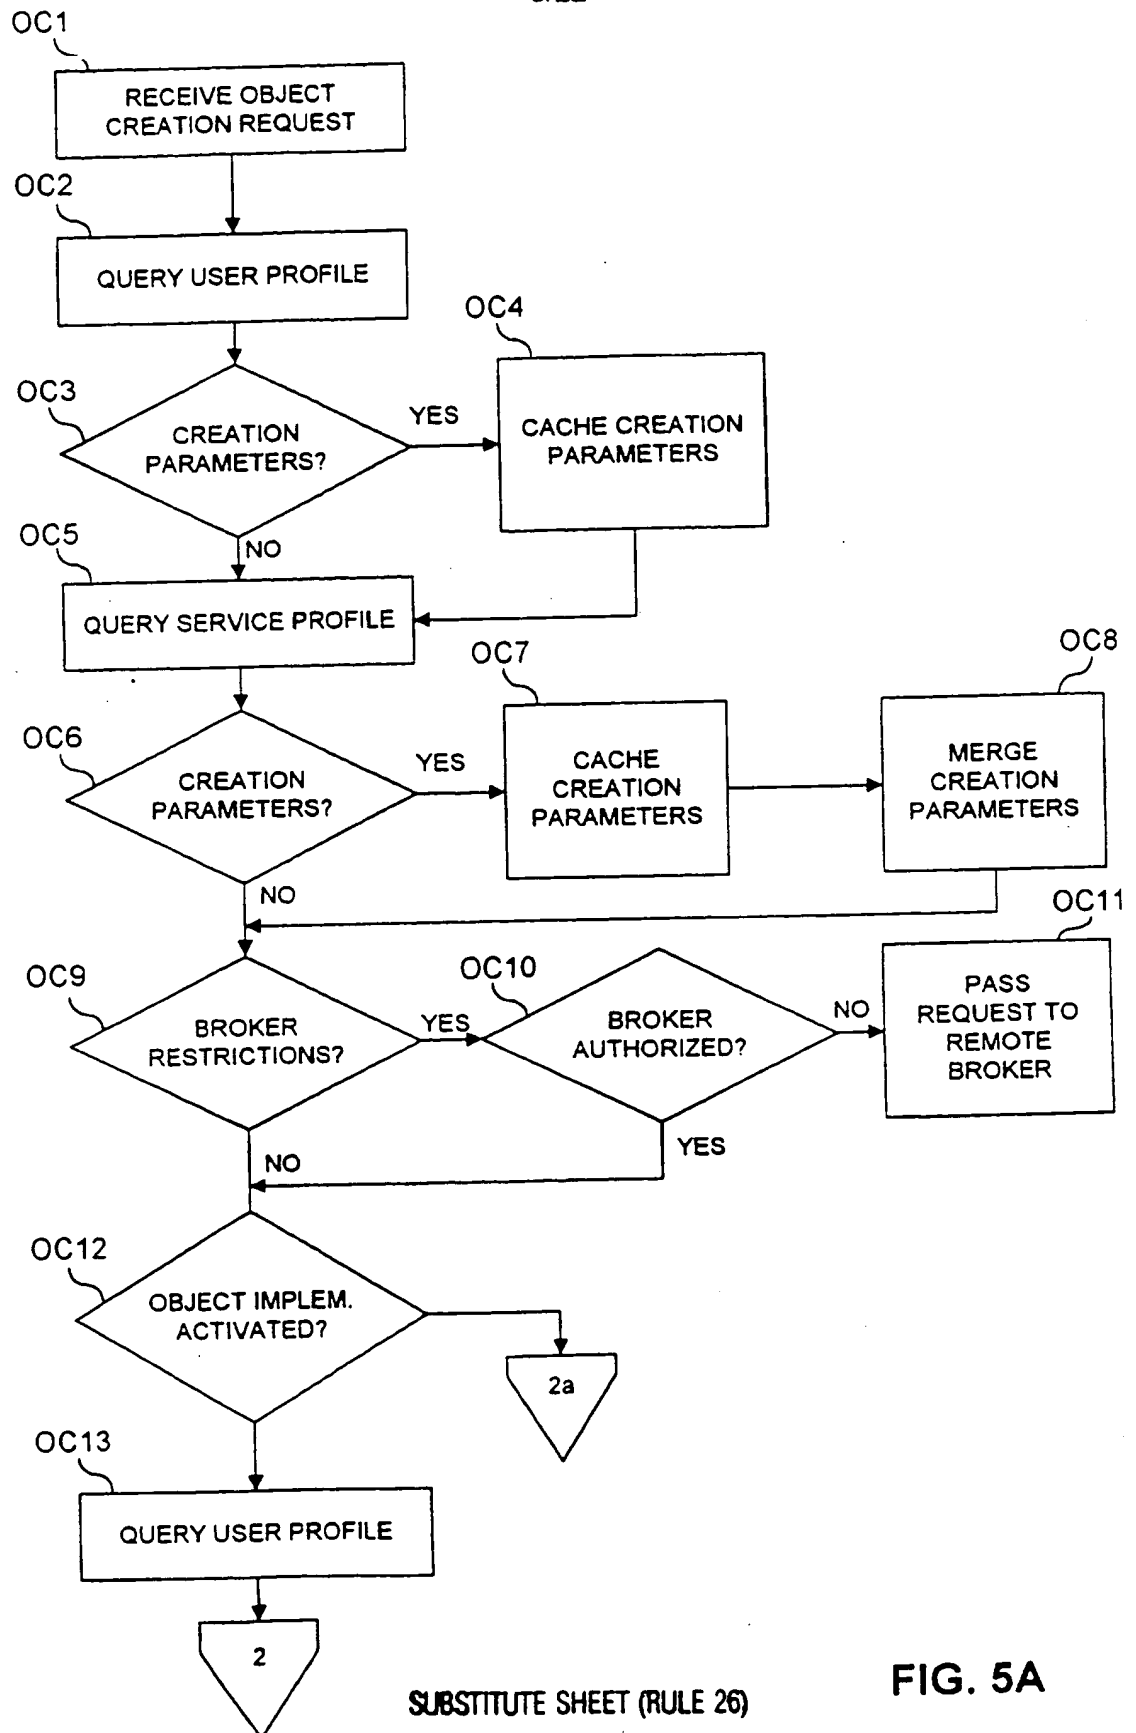 OC1
RECEIVE OBJECT
CREATION REQUEST
OC2
QUERY USER PROFILE
OC3
CREATION
PARAMETERS?
YES
OC4
CACHE CREATION
PARAMETERS
NO
OC5
QUERY SERVICE PROFILE
OC6
CREATION
PARAMETERS?
YES
OC7
CACHE
CREATION
PARAMETERS
OC8
MERGE
CREATION
PARAMETERS
NO
OC9
BROKER
RESTRICTIONS?
YES
OC10
BROKER
AUTHORIZED?
NO
OC11
PASS
REQUEST TO
REMOTE
BROKER
NO
YES
OC12
OBJECT IMPLEM.
ACTIVATED?
2a
OC13
QUERY USER PROFILE
2
SUBSTITUTE SHEET (RULE 26)
FIG. 5A